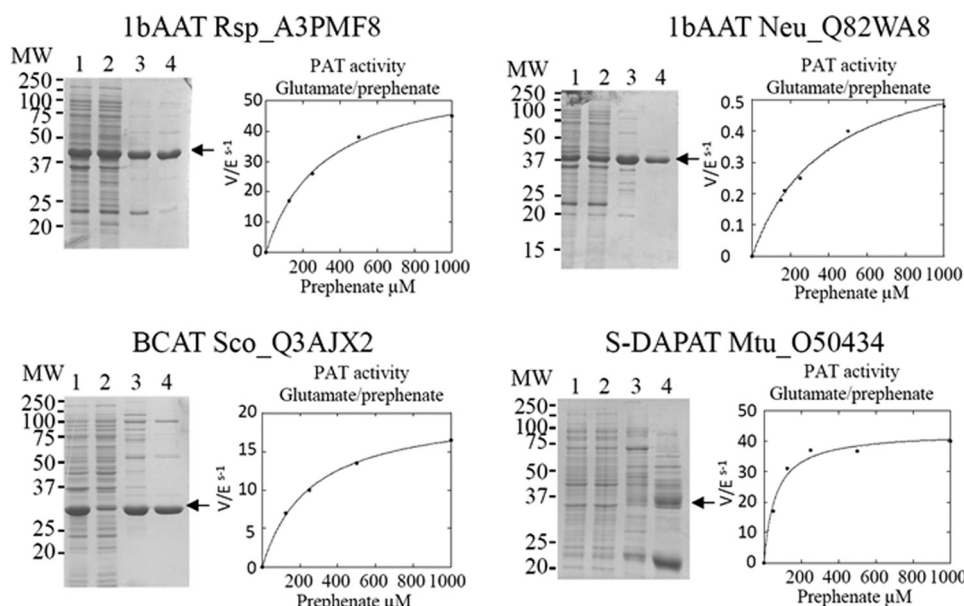 1bAAT Rsp_A3PMF8
MW 1 2 3 4
250
100
75
50
37
25
20
PAT activity
Glutamate/prephenate
V/E s-1
50
40
30
20
10
0
200 400 600 800 1000
Prephenate µM
1bAAT Neu_Q82WA8
MW 1 2 3 4
250
100
75
50
37
25
20
15
PAT activity
Glutamate/prephenate
V/E s-1
0.5
0.4
0.3
0.2
0.1
0
200 400 600 800 1000
Prephenate µM
BCAT Sco_Q3AJX2
MW 1 2 3 4
250
100
75
50
37
25
20
PAT activity
Glutamate/prephenate
V/E s-1
20
15
10
5
0
200 400 600 800 1000
Prephenate µM
S-DAPAT Mtu_O50434
MW 1 2 3 4
250
100
75
50
37
25
20
PAT activity
Glutamate/prephenate
V/E s-1
50
40
30
20
10
0
200 400 600 800 1000
Prephenate µM